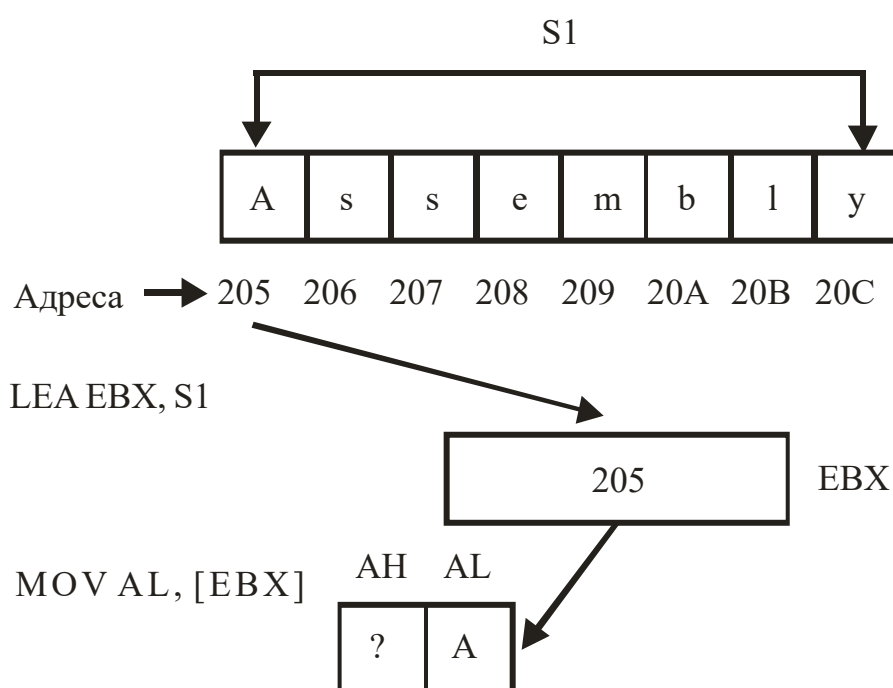 S1
A s s e m b l y
Адреса 205 206 207 208 209 20A 20B 20C
LEA EBX, S1
205 EBX
AH AL
MOV AL, [EBX]
? A